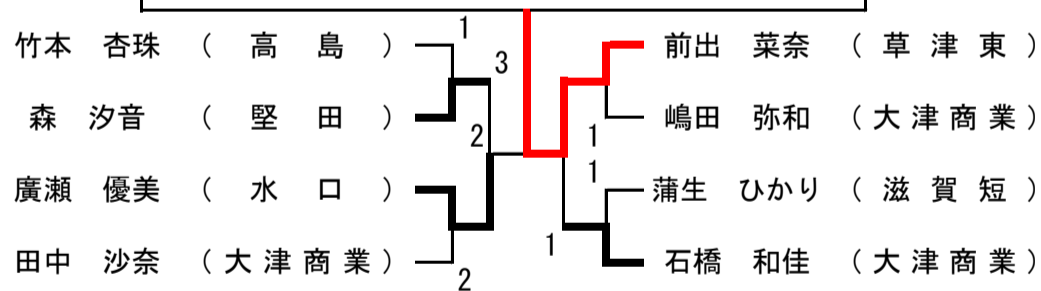 竹本 杏珠 ( 高 島 ) 1 前出 菜奈 ( 草 津 東 )
3
森 汐音 ( 堅 田 ) 2 1 嶋田 弥和 ( 大 津 商 業 )
廣瀬 優美 ( 水 口 ) 1 蒲生 ひかり ( 滋 賀 短 )
田中 沙奈 ( 大 津 商 業 ) 2 1 石橋 和佳 ( 大 津 商 業 )